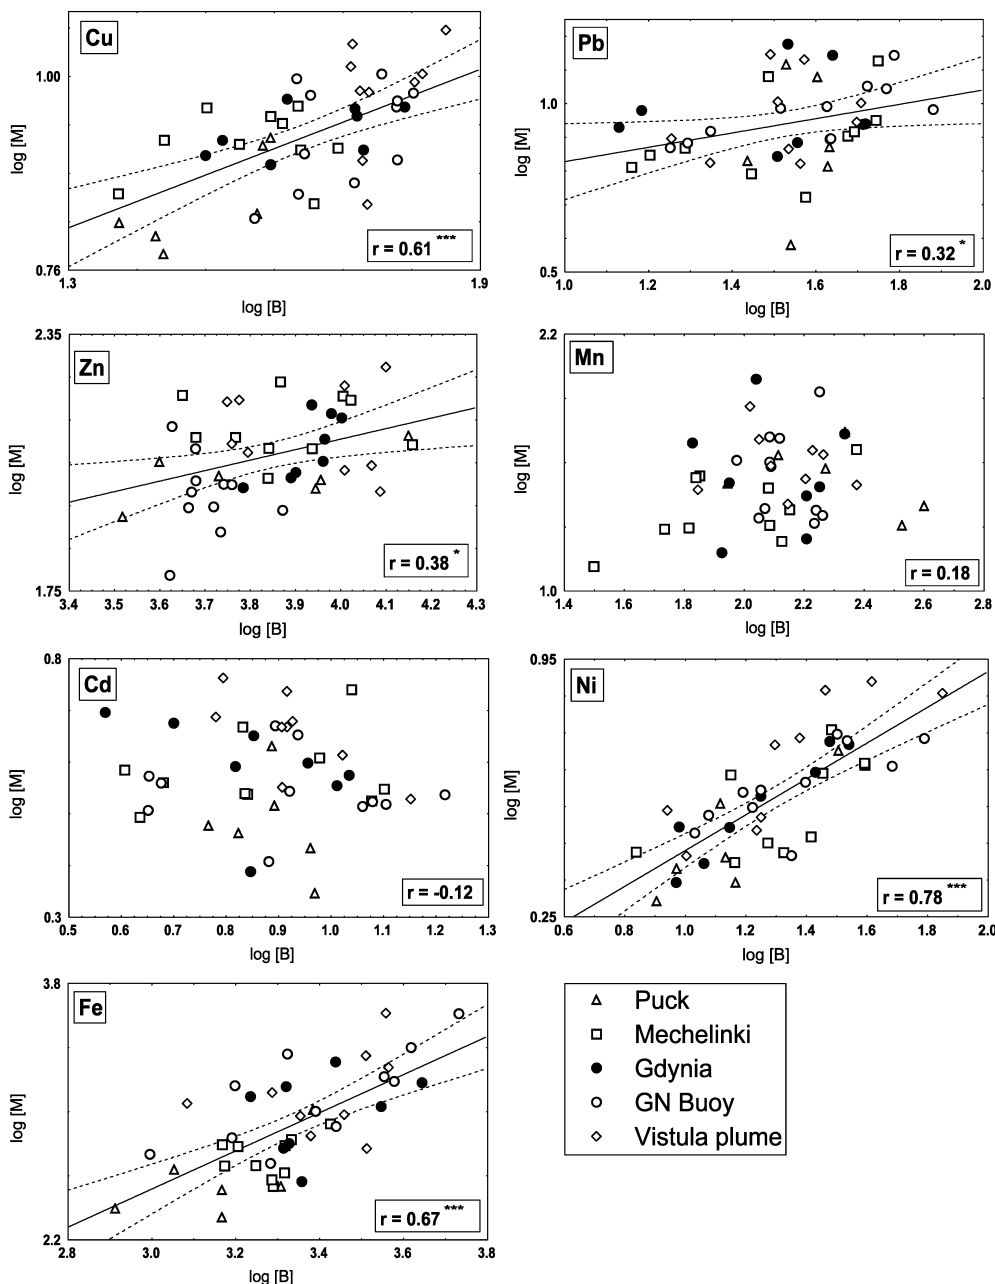 Cu
1.00
log [M]
r = 0.61 ***
0.76
1.3
1.9
log [B]
Pb
1.0
log [M]
r = 0.32 *
0.5
1.0 1.2 1.4 1.6 1.8 2.0
log [B]
2.35
Zn
log [M]
r = 0.38 *
1.75
3.4 3.5 3.6 3.7 3.8 3.9 4.0 4.1 4.2 4.3
log [B]
2.2
Mn
log [M]
r = 0.18
1.0
1.4 1.6 1.8 2.0 2.2 2.4 2.6 2.8
log [B]
0.8
Cd
log [M]
r = -0.12
0.3
0.5 0.6 0.7 0.8 0.9 1.0 1.1 1.2 1.3
log [B]
0.95
Ni
log [M]
r = 0.78 ***
0.25
0.6 0.8 1.0 1.2 1.4 1.6 1.8 2.0
log [B]
3.8
Fe
log [M]
r = 0.67 ***
2.2
2.8 3.0 3.2 3.4 3.6 3.8
log [B]
Puck
Mechelinki
Gdynia
GN Buoy
Vistula plume